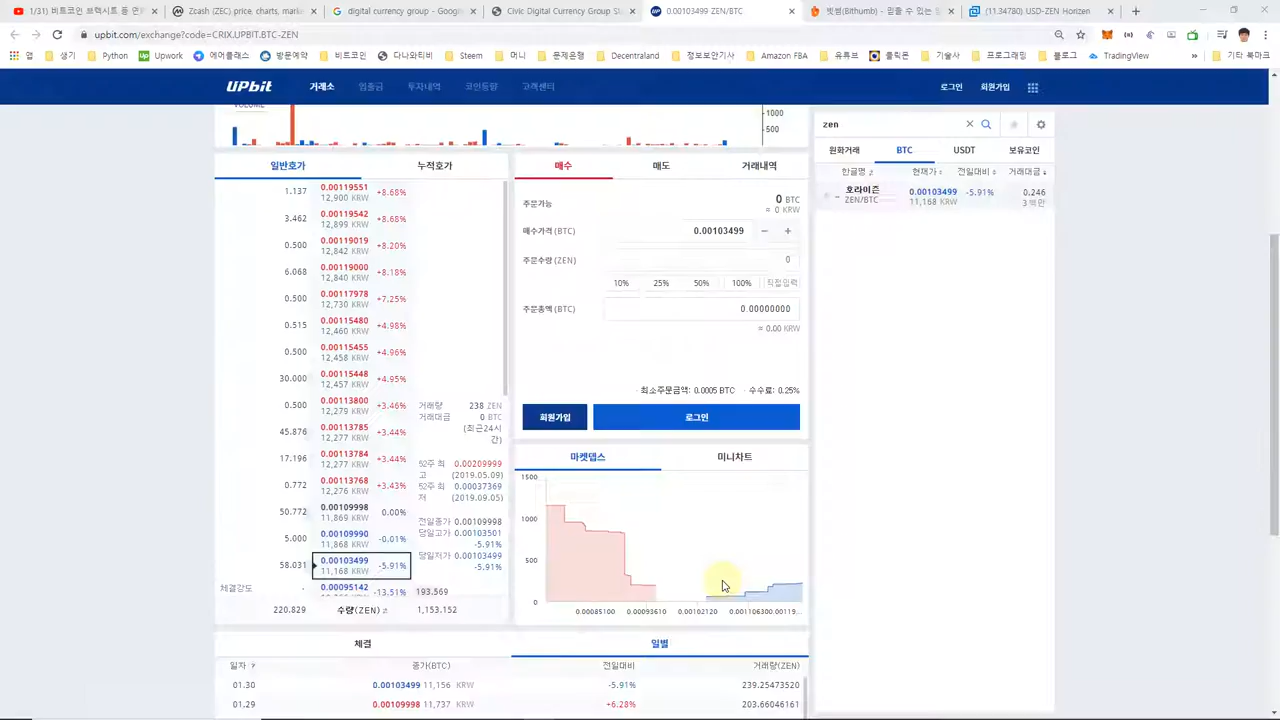 (1/31) 비트코인 브랙시트 중 연
Zcash (ZEC) price, charts, marke
digital currency group - Google
Civic Digital Currency Group Sl
0.00103499 ZEN/BTC
빗썸(Bithumb) - 믿을 수 있는
(11.34780) USD-ZEN Horizen
upbit.com/exchange?code=CRIX.UPBIT.BTC-ZEN
앱
생기
Python
Upwork
에어클래스
방문예약
비트코인
다나와티비
Steem
머니
문제은행
Decentraland
정보보안기사
Amazon FBA
유튜브
클릭몬
기술사
프로그래밍
블로그
TradingView
»
기타 북마크
UPbit
거래소
입출금
투자내역
코인동향
고객센터
로그인
회원가입
VOLUME
1000
500
zen
원화거래
BTC
USDT
보유코인
한글명
현재가
전일대비
거래대금
호라이즌
ZEN/BTC
0.00103499
11,168 KRW
-5.91%
0.246
3백만
일반호가
누적호가
1.137
0.00119551
12,900 KRW
+8.68%
3.462
0.00119542
12,899 KRW
+8.68%
0.500
0.00119019
12,842 KRW
+8.20%
6.068
0.00119000
12,840 KRW
+8.18%
0.500
0.00117978
12,730 KRW
+7.25%
0.515
0.00115480
12,460 KRW
+4.98%
0.500
0.00115455
12,458 KRW
+4.96%
30.000
0.00115448
12,457 KRW
+4.95%
0.500
0.00113800
12,279 KRW
+3.46%
45.876
0.00113785
12,277 KRW
+3.44%
17.196
0.00113784
12,277 KRW
+3.44%
0.772
0.00113768
12,276 KRW
+3.43%
50.772
0.00109998
11,869 KRW
0.00%
5.000
0.00109990
11,868 KRW
-0.01%
58.031
0.00103499
11,168 KRW
-5.91%
0.00095142
-13.51%
193.569
체결강도
-
220.829
수량(ZEN)
1,153.152
거래량
238 ZEN
거래대금
0 BTC
(최근24시
간)
52주 최
고
0.00209999
(2019.05.09)
52주 최
저
0.00037369
(2019.09.05)
전일종가 0.00109998
당일고가 0.00103501
-5.91%
당일저가 0.00103499
-5.91%
매수
매도
거래내역
주문가능
0 BTC
≈ 0 KRW
매수가격 (BTC)
0.00103499
−
+
주문수량 (ZEN)
0
10%
25%
50%
100%
직접입력
주문총액 (BTC)
0.00000000
≈ 0.00 KRW
· 최소주문금액: 0.0005 BTC · 수수료: 0.25%
회원가입
로그인
마켓뎁스
미니차트
1500
1000
500
0
0.00085100
0.00093610
0.00102120
0.00110630
0.00119...
체결
일별
일자
종가(BTC)
전일대비
거래량(ZEN)
01.30
0.00103499 11,156 KRW
-5.91%
239.25473520
01.29
0.00109998 11,737 KRW
+6.28%
203.66046161